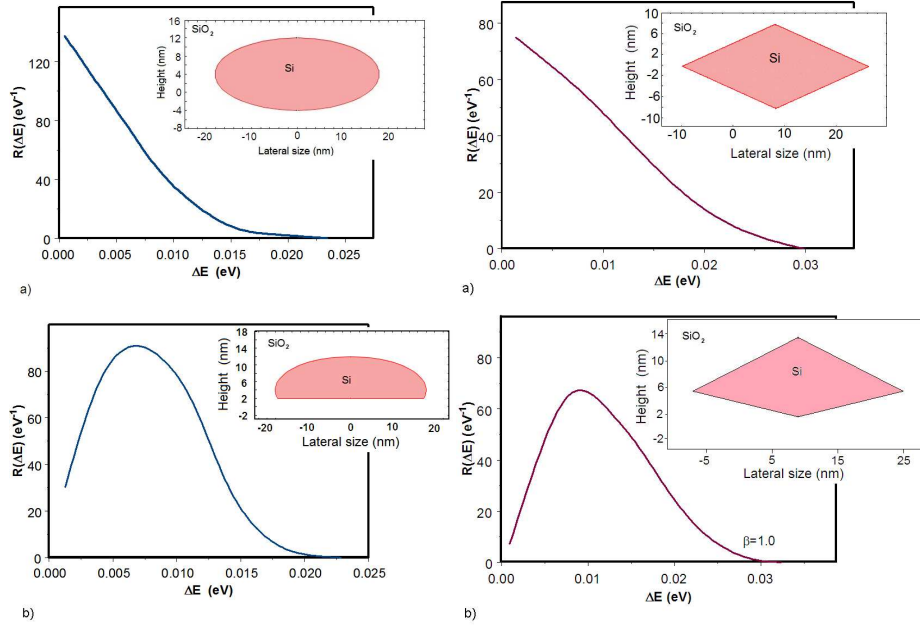 R(ΔE) (eV⁻¹)
120
80
40
0
0.000 0.005 0.010 0.015 0.020 0.025
ΔE (eV)
a)
SiO₂
Si
Height (nm)
16
12
8
4
0
-4
-8
-20 -10 0 10 20
Lateral size (nm)
R(ΔE) (eV⁻¹)
80
60
40
20
0
0.00 0.01 0.02 0.03
ΔE (eV)
a)
SiO₂
Si
Height (nm)
10
6
2
-2
-6
-10
-10 0 10 20
Lateral size (nm)
R(ΔE) (eV⁻¹)
80
60
40
20
0
0.000 0.005 0.010 0.015 0.020 0.025
ΔE (eV)
b)
SiO₂
Si
Height (nm)
18
14
10
6
2
-2
-20 -10 0 10 20
Lateral size (nm)
R(ΔE) (eV⁻¹)
80
60
40
20
0
0.00 0.01 0.02 0.03
ΔE (eV)
β=1.0
b)
SiO₂
Si
Height (nm)
14
10
6
2
-2
-5 5 15 25
Lateral size (nm)